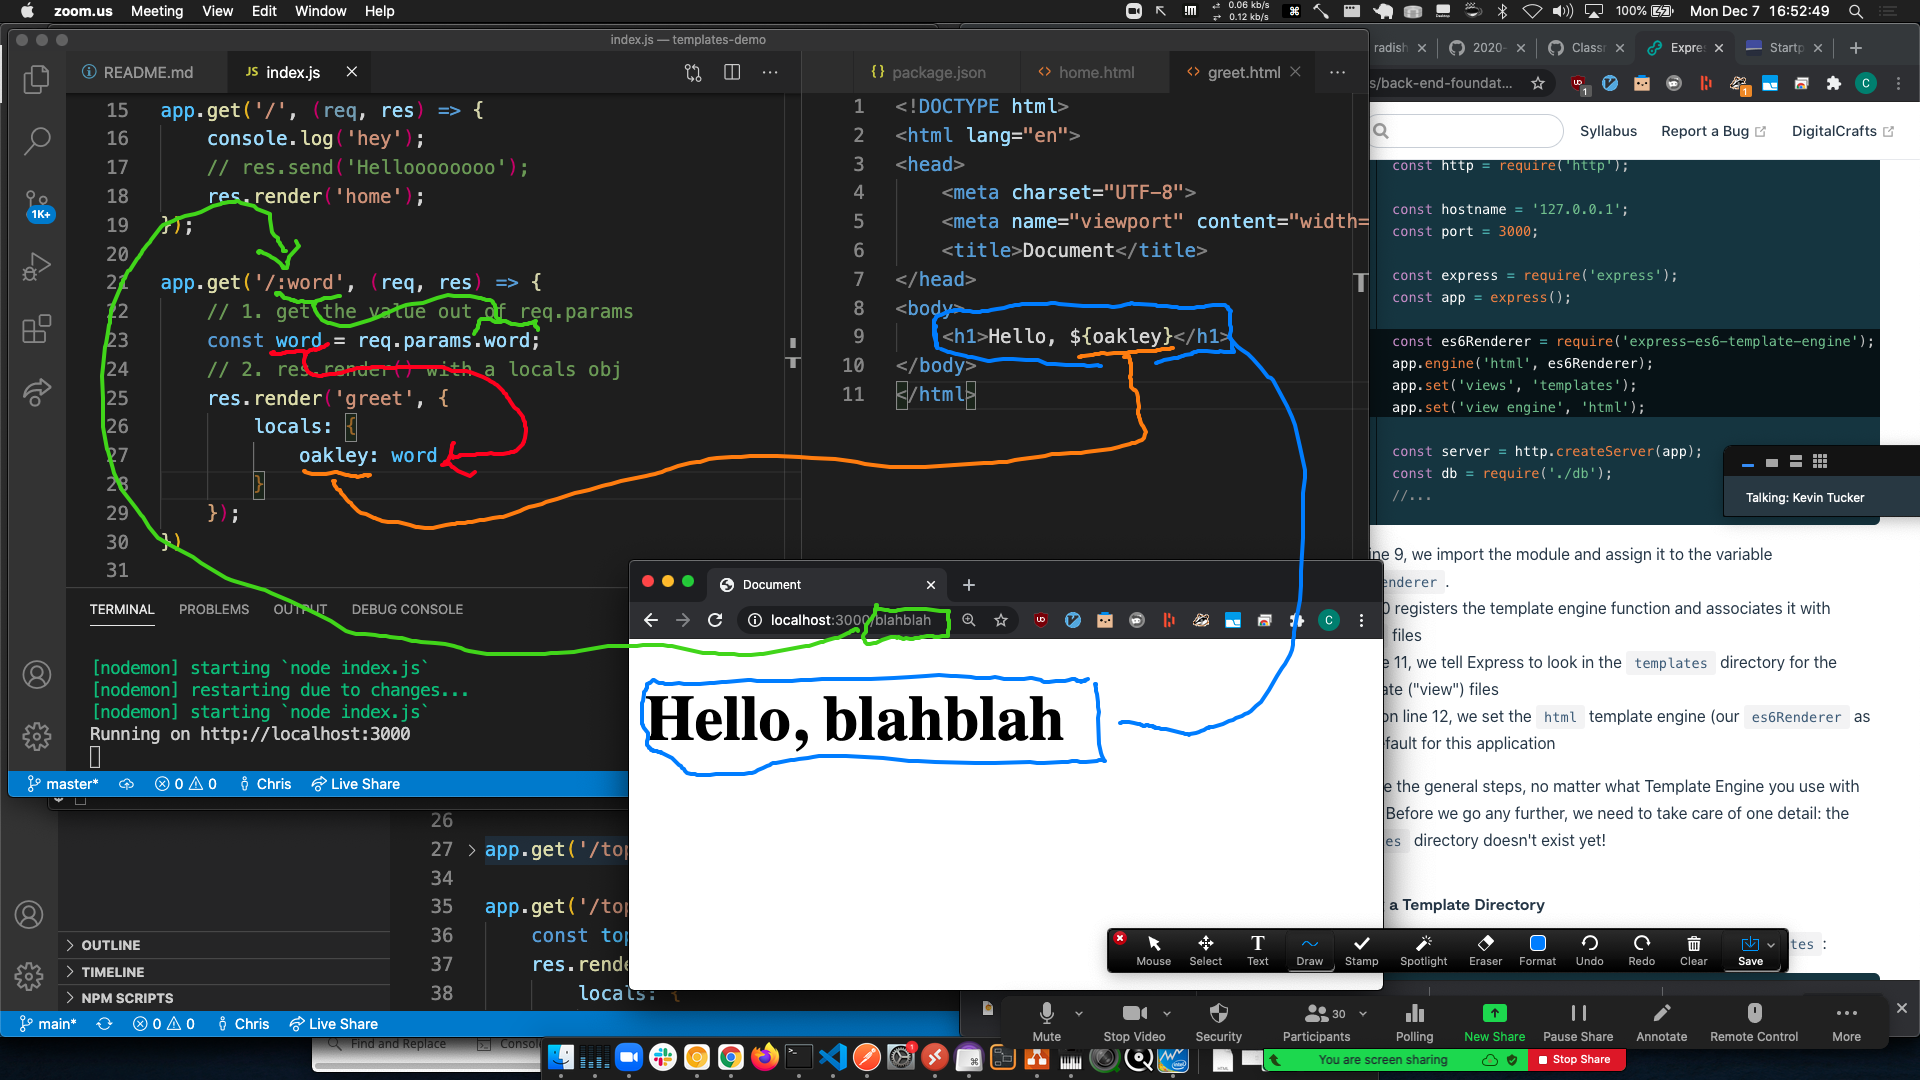 zoom.us Meeting View Edit Window Help
0.06 kb/s
0.12 kb/s
100% Mon Dec 7 16:52:49
index.js — templates-demo
README.md
JS index.js
package.json
home.html
greet.html
15 app.get('/', (req, res) => {
16 console.log('hey');
17 // res.send('Helloooooooo');
18 res.render('home');
19 });
20
21 app.get('/:word', (req, res) => {
22 // 1. get the value out of req.params
23 const word = req.params.word;
24 // 2. res.render() with a locals obj
25 res.render('greet', {
26 locals: {
27 oakley: word
28 }
29 });
30 })
31
1K+
1 <!DOCTYPE html>
2 <html lang="en">
3 <head>
4 <meta charset="UTF-8">
5 <meta name="viewport" content="width=
6 <title>Document</title>
7 </head>
8 <body>
9 <h1>Hello, ${oakley}</h1>
10 </body>
11 </html>
TERMINAL PROBLEMS OUTPUT DEBUG CONSOLE
[nodemon] starting `node index.js`
[nodemon] restarting due to changes...
[nodemon] starting `node index.js`
Running on http://localhost:3000
master* 0 0 Chris Live Share
Document
localhost:3000/blahblah
Hello, blahblah
radish 2020- Classr Expres Startp
s/back-end-foundat...
Syllabus Report a Bug DigitalCrafts
const http = require('http');
const hostname = '127.0.0.1';
const port = 3000;
const express = require('express');
const app = express();
const es6Renderer = require('express-es6-template-engine');
app.engine('html', es6Renderer);
app.set('views', 'templates');
app.set('view engine', 'html');
const server = http.createServer(app);
const db = require('./db');
//...
Talking: Kevin Tucker
ine 9, we import the module and assign it to the variable
enderer .
0 registers the template engine function and associates it with
files
e 11, we tell Express to look in the templates directory for the
ate ("view") files
on line 12, we set the html template engine (our es6Renderer as
efault for this application
e the general steps, no matter what Template Engine you use with
Before we go any further, we need to take care of one detail: the
es directory doesn't exist yet!
a Template Directory
tes :
26
27 app.get('/top
34
35 app.get('/top
36 const top
37 res.rende
38 locals: {
OUTLINE
TIMELINE
NPM SCRIPTS
main* 0 0 Chris Live Share
Find and Replace Conso
Mouse Select Text Draw Stamp Spotlight Eraser Format Undo Redo Clear Save
Mute Stop Video Security Participants 30 Polling New Share Pause Share Annotate Remote Control More
You are screen sharing Stop Share